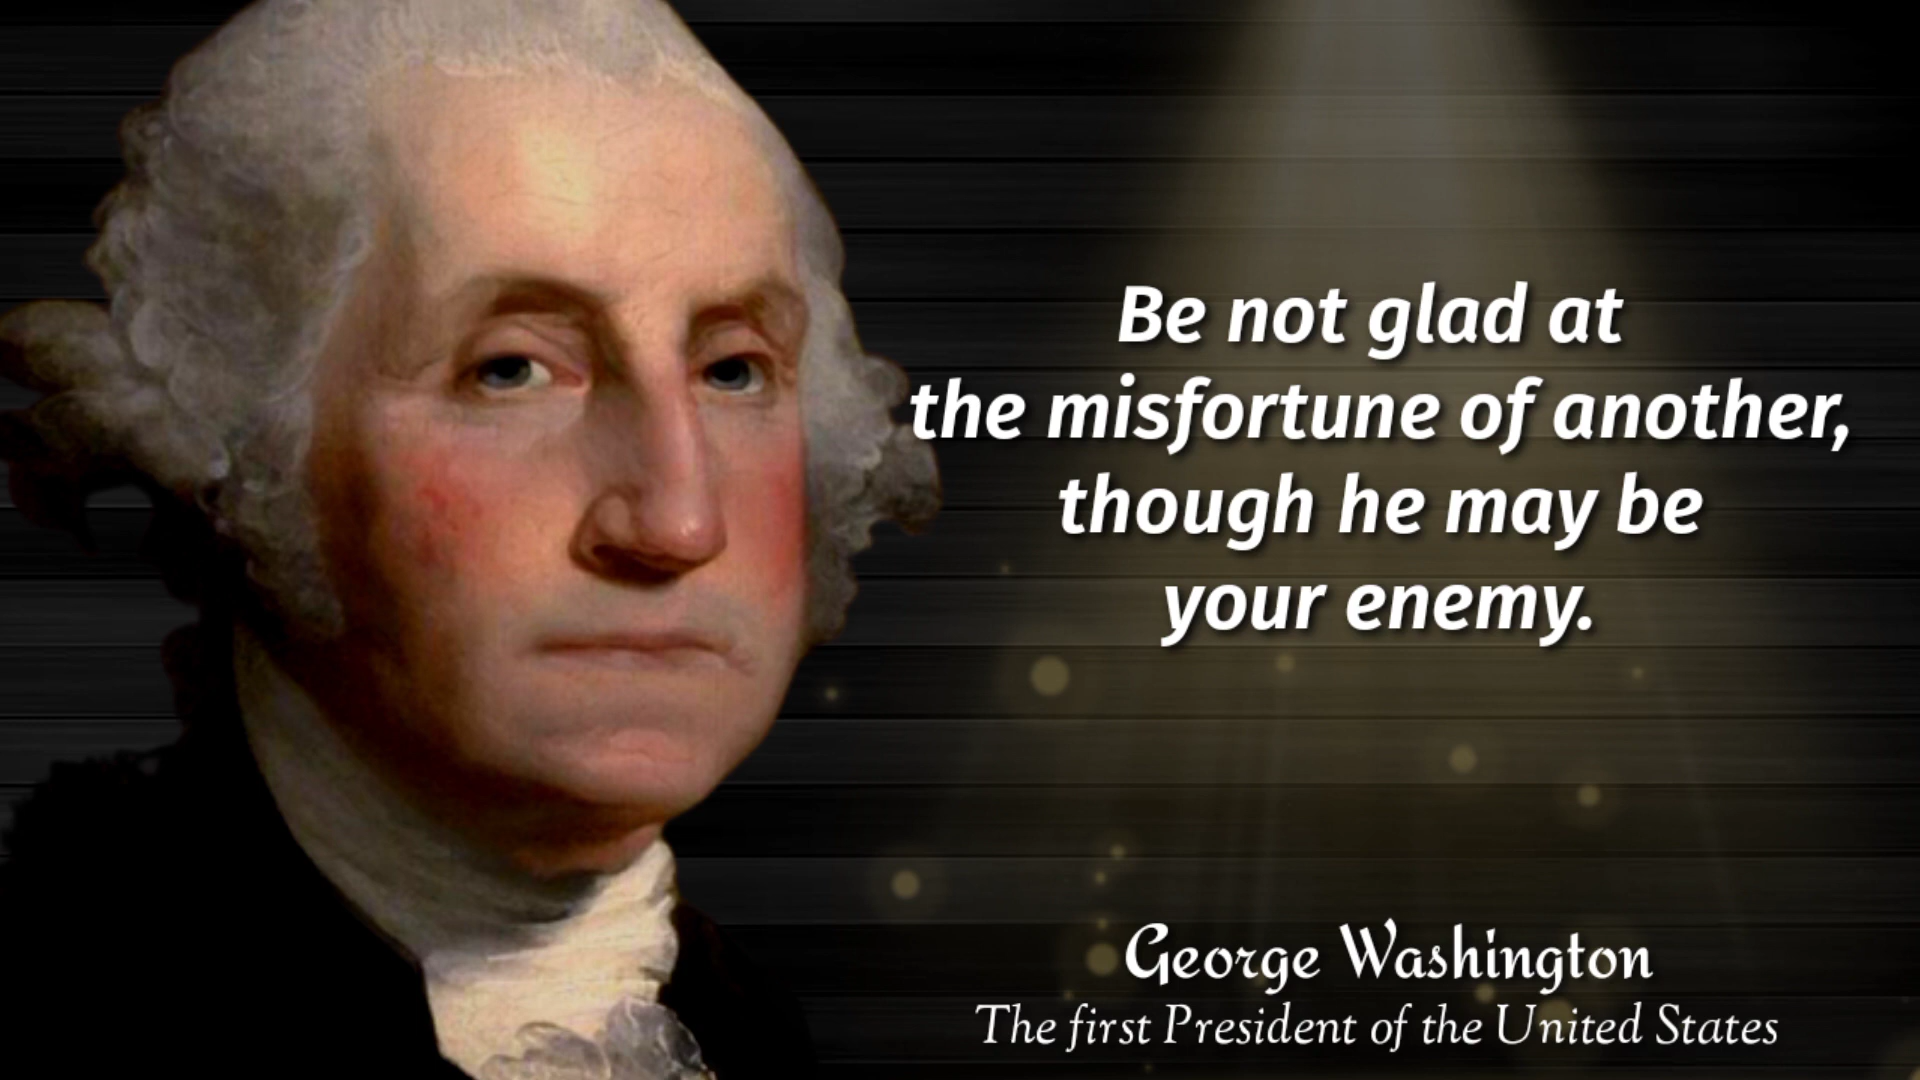 Be not glad at
the misfortune of another,
though he may be
your enemy.
George Washington
The first President of the United States